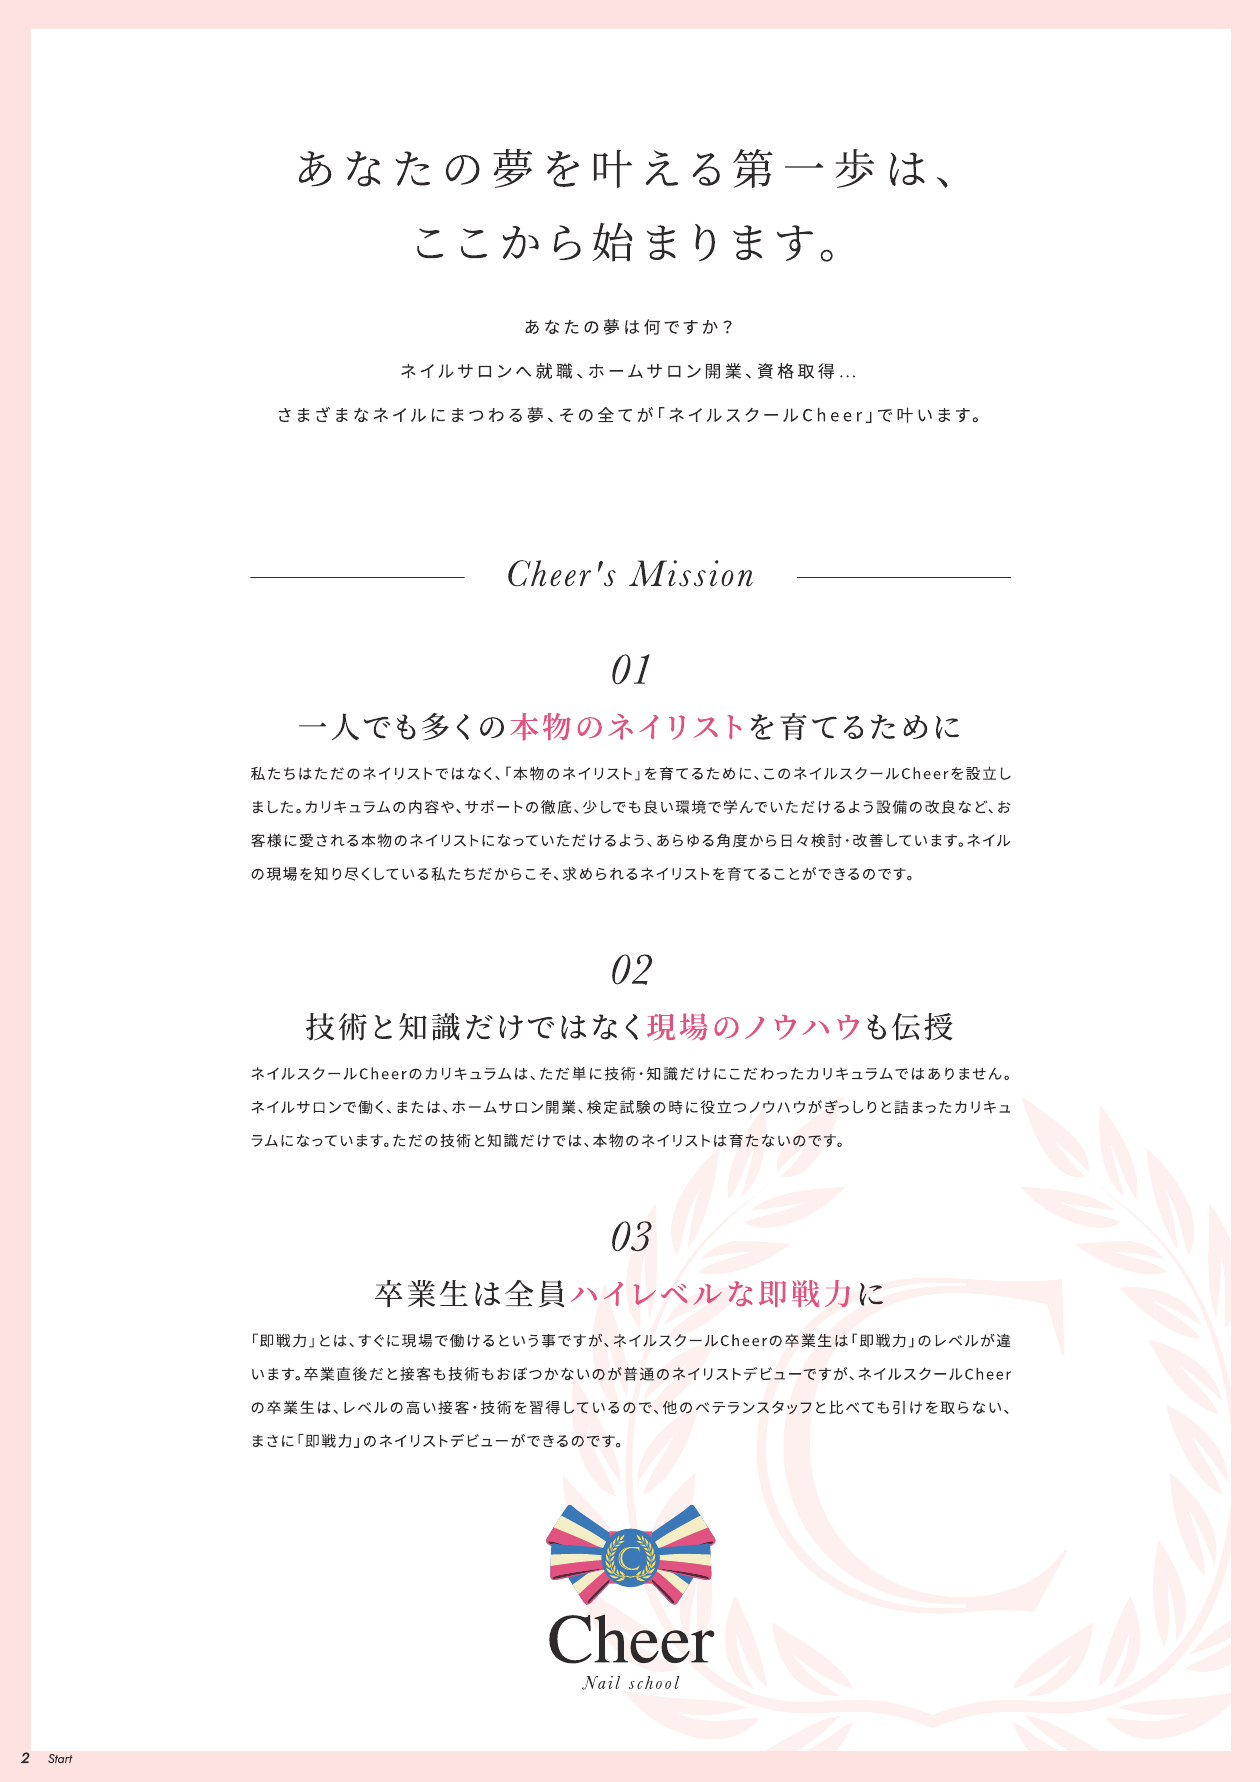 あなたの夢を叶える第一歩は、
ここから始まります。
あなたの夢は何ですか？
ネイルサロンへ就職、ホームサロン開業、資格取得...
さまざまなネイルにまつわる夢、その全てが「ネイルスクールCheer」で叶います。
Cheer's Mission
01
一人でも多くの本物のネイリストを育てるために
私たちはただのネイリストではなく、「本物のネイリスト」を育てるために、このネイルスクールCheerを設立し
ました。カリキュラムの内容や、サポートの徹底、少しでも良い環境で学んでいただけるよう設備の改良など、お
客様に愛される本物のネイリストになっていただけるよう、あらゆる角度から日々検討・改善しています。ネイル
の現場を知り尽くしている私たちだからこそ、求められるネイリストを育てることができるのです。
02
技術と知識だけではなく現場のノウハウも伝授
ネイルスクールCheerのカリキュラムは、ただ単に技術・知識だけにこだわったカリキュラムではありません。
ネイルサロンで働く、または、ホームサロン開業、検定試験の時に役立つノウハウがぎっしりと詰まったカリキュ
ラムになっています。ただの技術と知識だけでは、本物のネイリストは育たないのです。
03
卒業生は全員ハイレベルな即戦力に
「即戦力」とは、すぐに現場で働けるという事ですが、ネイルスクールCheerの卒業生は「即戦力」のレベルが違
います。卒業直後だと接客も技術もおぼつかないのが普通のネイリストデビューですが、ネイルスクールCheer
の卒業生は、レベルの高い接客・技術を習得しているので、他のベテランスタッフと比べても引けを取らない、
まさに「即戦力」のネイリストデビューができるのです。
C
C
Cheer
Nail school
2 Start